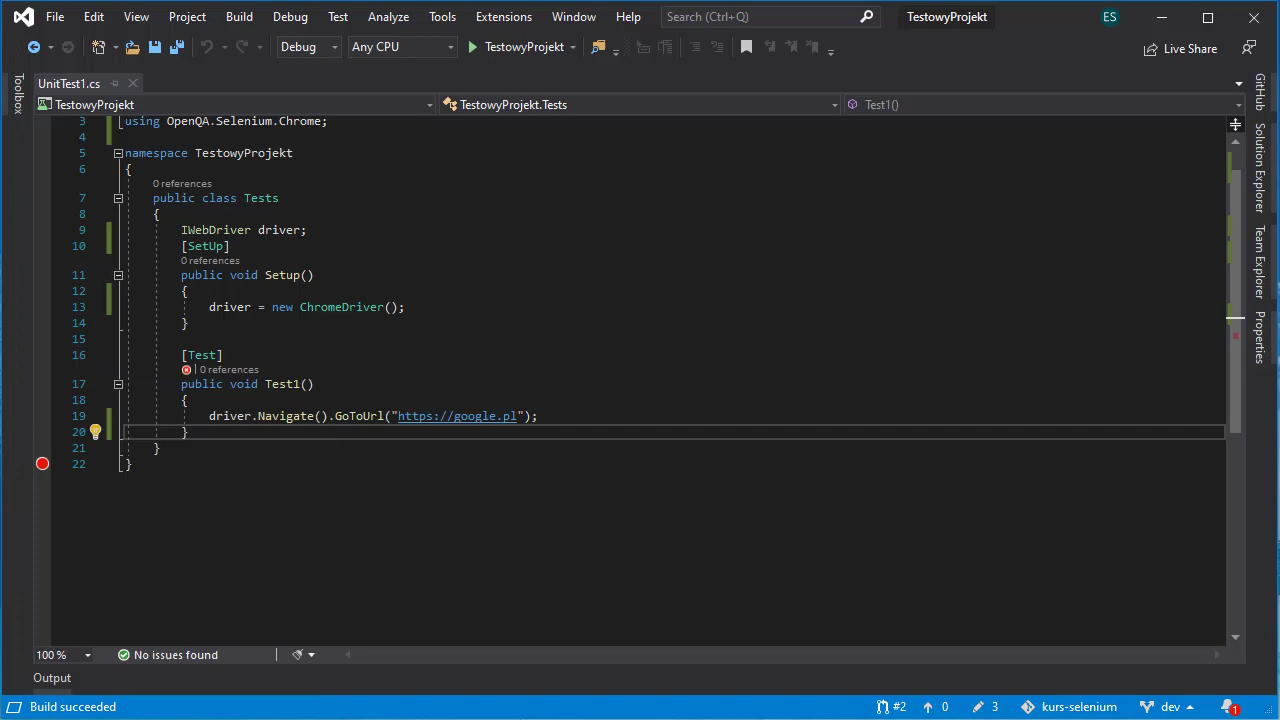 File Edit View Project Build Debug Test Analyze Tools Extensions Window Help Search (Ctrl+Q) TestowyProjekt ES
Debug Any CPU TestowyProjekt Live Share
Toolbox
UnitTest1.cs
TestowyProjekt TestowyProjekt.Tests Test1()
3 using OpenQA.Selenium.Chrome;
4
5 namespace TestowyProjekt
6 {
0 references
7 public class Tests
8 {
9 IWebDriver driver;
10 [SetUp]
0 references
11 public void Setup()
12 {
13 driver = new ChromeDriver();
14 }
15
16 [Test]
| 0 references
17 public void Test1()
18 {
19 driver.Navigate().GoToUrl("https://google.pl");
20 }
21 }
22 }
GitHub
Solution Explorer
Team Explorer
Properties
100 % No issues found
Output
Build succeeded #2 0 3 kurs-selenium dev 1